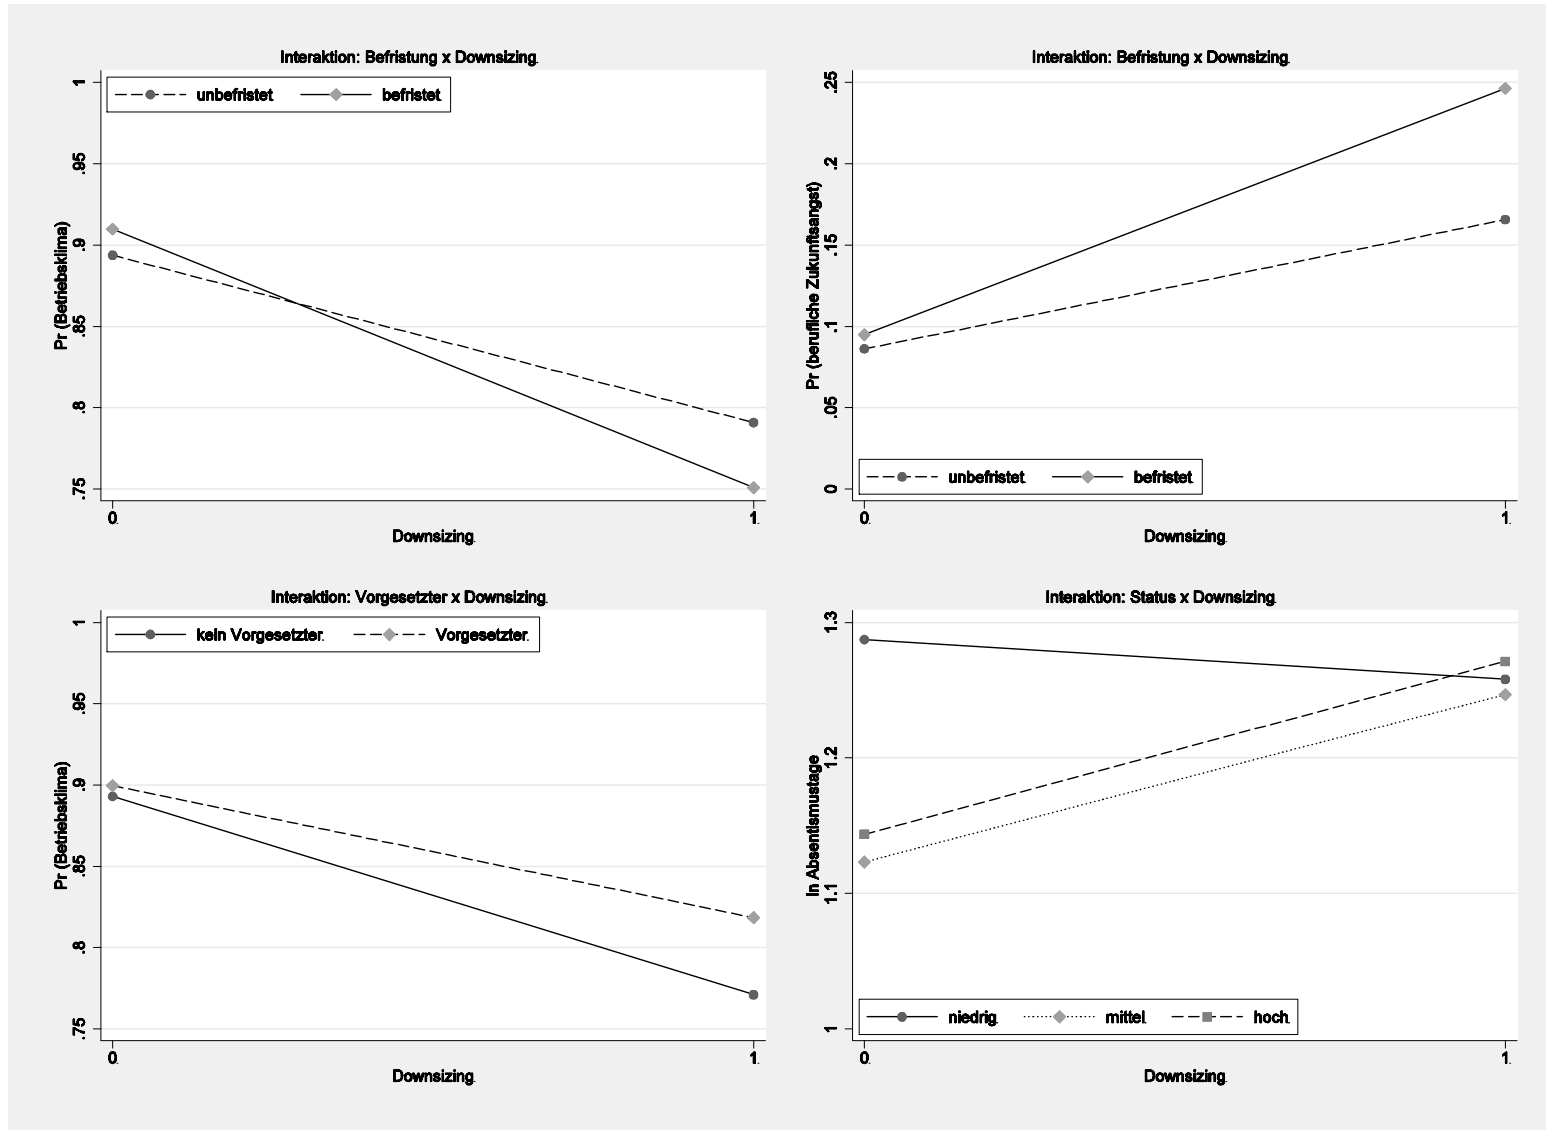 Interaktion: Befristung x Downsizing
unbefristet befristet
1
.95
.9
.85
.8
.75
Pr (Betriebsklima)
0 1
Downsizing
Interaktion: Befristung x Downsizing
.25
.2
.15
.1
.05
0
Pr (berufliche Zukunftsangst)
unbefristet befristet
0 1
Downsizing
Interaktion: Vorgesetzter x Downsizing
kein Vorgesetzter Vorgesetzter
1
.95
.9
.85
.8
.75
Pr (Betriebsklima)
0 1
Downsizing
Interaktion: Status x Downsizing
1.3
1.2
1.1
1
ln Absentismustage
niedrig mittel hoch
0 1
Downsizing